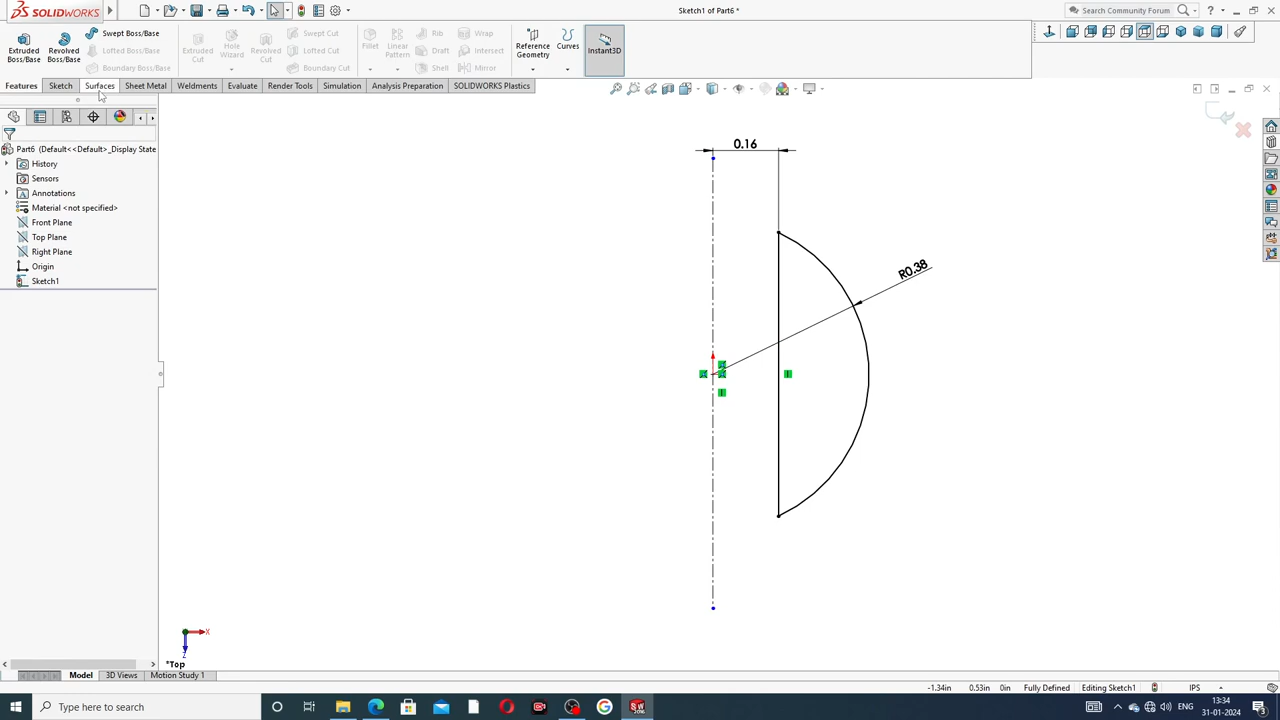 SOLIDWORKS
Sketch1 of Part6 *
Search Community Forum
Extruded Boss/Base
Revolved Boss/Base
Swept Boss/Base
Lofted Boss/Base
Boundary Boss/Base
Extruded Cut
Hole Wizard
Revolved Cut
Swept Cut
Lofted Cut
Boundary Cut
Fillet
Linear Pattern
Rib
Draft
Shell
Wrap
Intersect
Mirror
Reference Geometry
Curves
Instant3D
Features
Sketch
Surfaces
Sheet Metal
Weldments
Evaluate
Render Tools
Simulation
Analysis Preparation
SOLIDWORKS Plastics
Part6 (Default<<Default>_Display State
History
Sensors
Annotations
Material <not specified>
Front Plane
Top Plane
Right Plane
Origin
Sketch1
0.16
R0.38
X
Z
*Top
Model
3D Views
Motion Study 1
-1.34in
0.53in
0in
Fully Defined
Editing Sketch1
IPS
Type here to search
ENG
13:34
31-01-2024